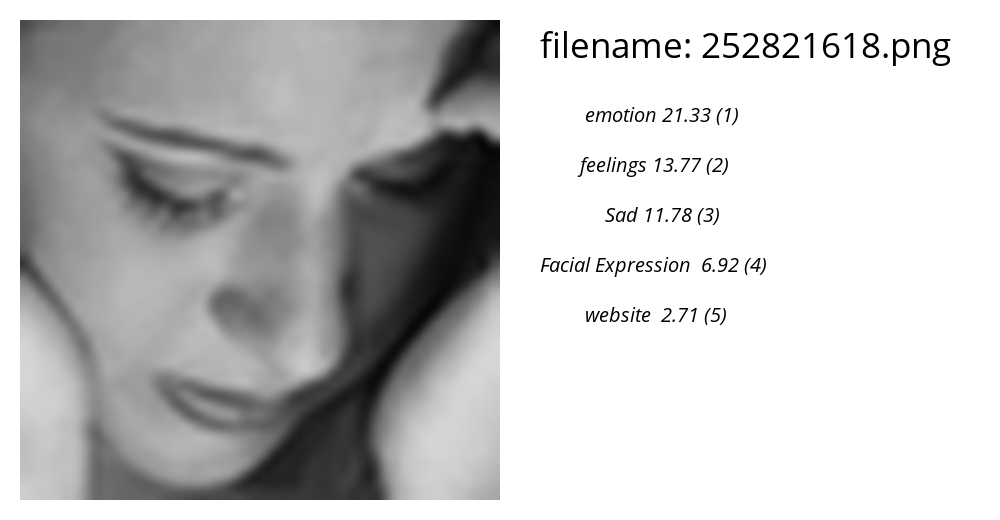 filename: 252821618.png
emotion 21.33 (1)
feelings 13.77 (2)
Sad 11.78 (3)
Facial Expression 6.92 (4)
website 2.71 (5)